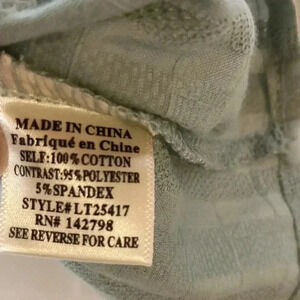 MADE IN CHINA
Fabriqué en Chine
SELF: 100% COTTON
CONTRAST: 95% POLYESTER
5% SPANDEX
STYLE# LT25417
RN# 142798
SEE REVERSE FOR CARE